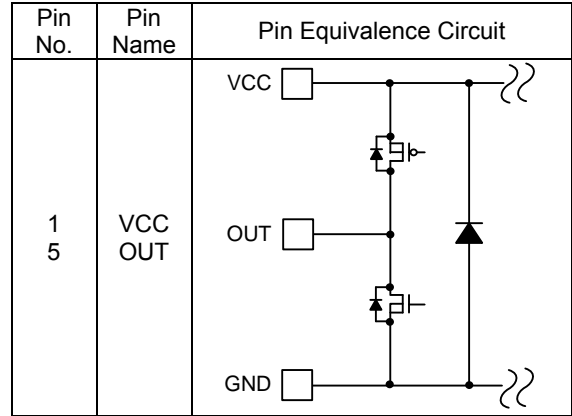 Pin No.
Pin Name
Pin Equivalence Circuit
1
5
VCC
OUT
VCC
OUT
GND